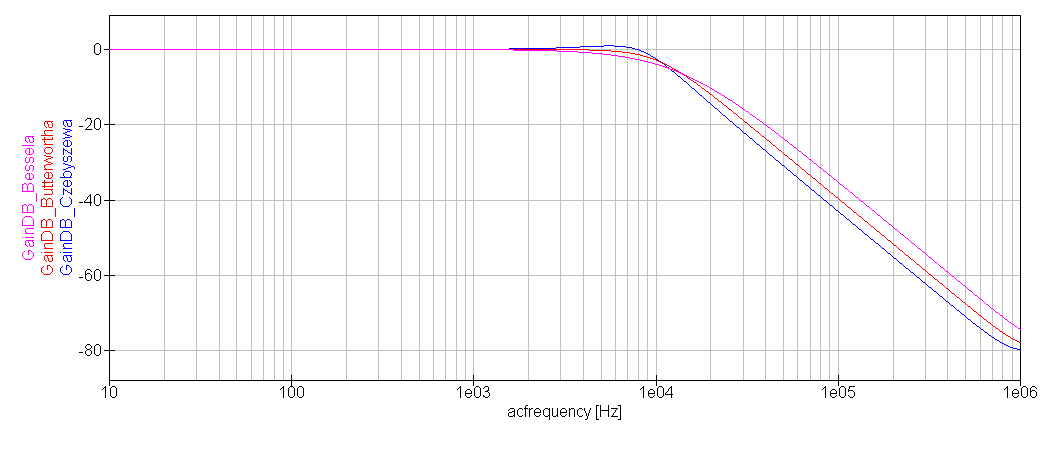 GainDB_Bessela
GainDB_Butterwortha
GainDB_Czebyszewa
0
-20
-40
-60
-80
10 100 1e03 1e04 1e05 1e06
acfrequency [Hz]